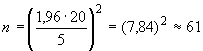 n = (1,96·20 / 5)² = (7,84)² ≈ 61